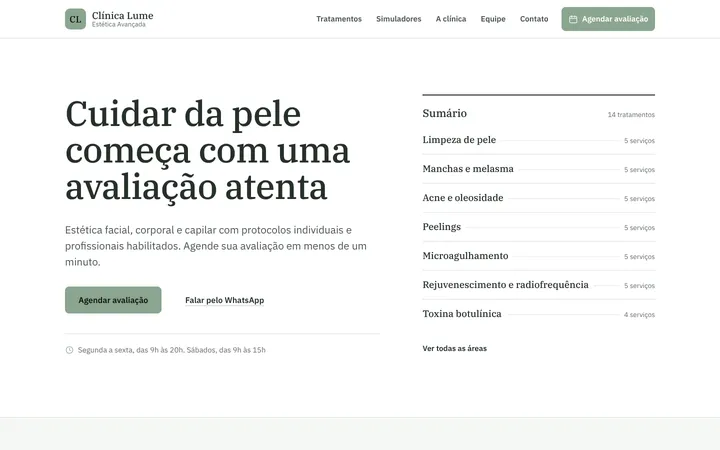 CL
Clínica Lume
Estética Avançada
Tratamentos
Simuladores
A clínica
Equipe
Contato
Agendar avaliação
Cuidar da pele
começa com uma
avaliação atenta
Estética facial, corporal e capilar com protocolos individuais e
profissionais habilitados. Agende sua avaliação em menos de um
minuto.
Agendar avaliação
Falar pelo WhatsApp
Segunda a sexta, das 9h às 20h. Sábados, das 9h às 15h
Sumário
14 tratamentos
Limpeza de pele
5 serviços
Manchas e melasma
5 serviços
Acne e oleosidade
5 serviços
Peelings
5 serviços
Microagulhamento
5 serviços
Rejuvenescimento e radiofrequência
5 serviços
Toxina botulínica
4 serviços
Ver todas as áreas